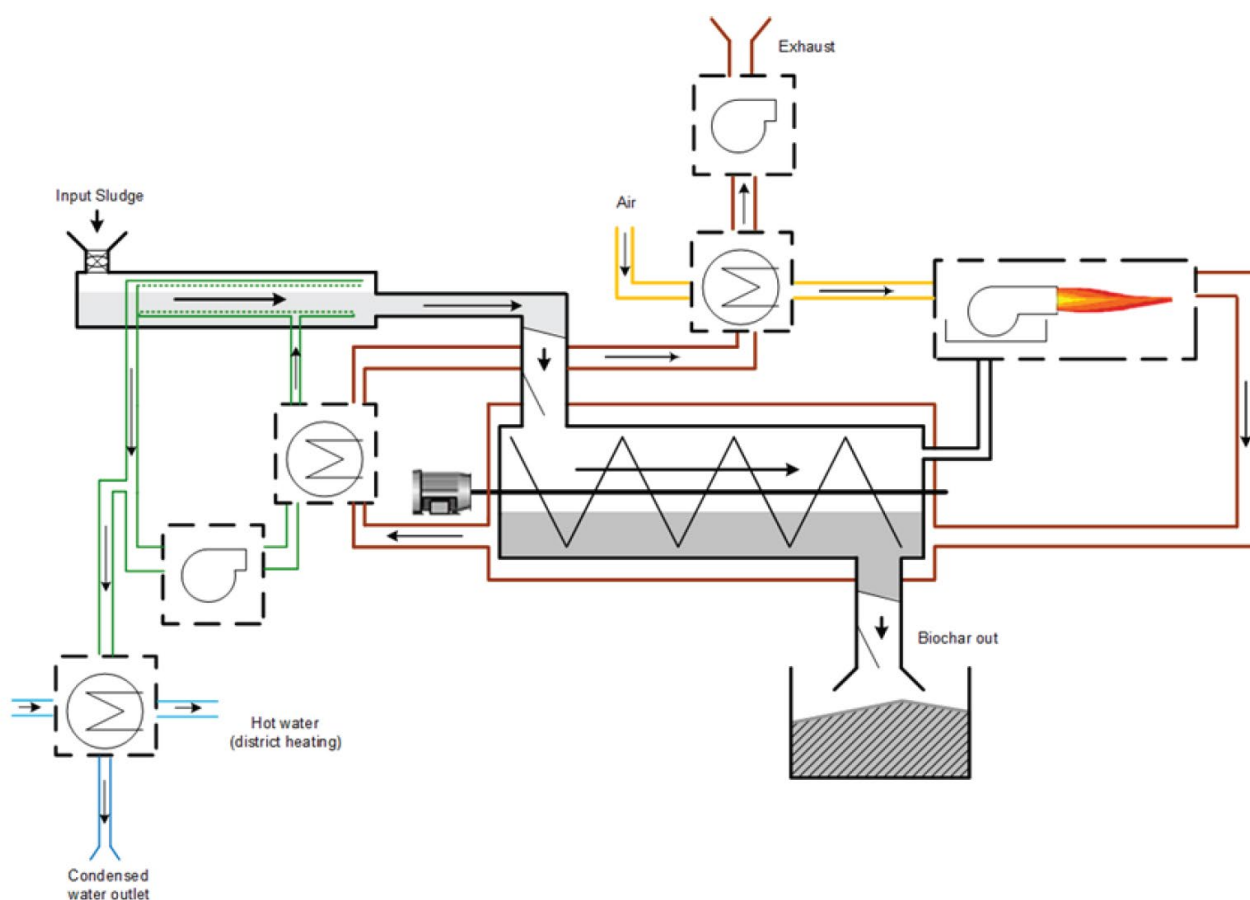 Exhaust
Input Sludge
Air
Biochar out
Hot water
(district heating)
Condensed
water outlet